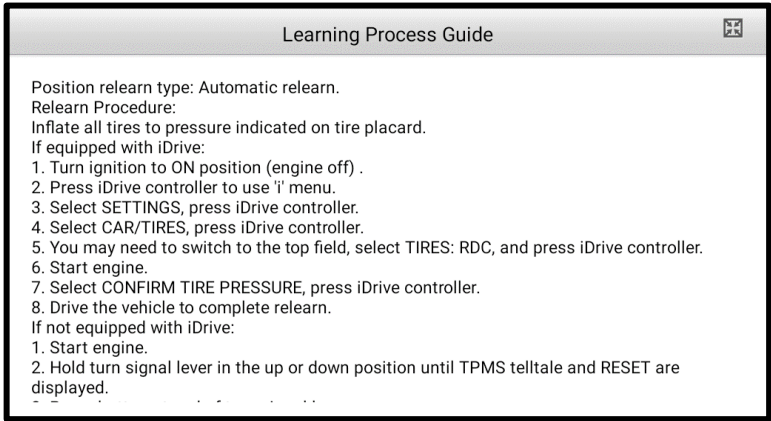 Learning Process Guide
Position relearn type: Automatic relearn.
Relearn Procedure:
Inflate all tires to pressure indicated on tire placard.
If equipped with iDrive:
1. Turn ignition to ON position (engine off) .
2. Press iDrive controller to use 'i' menu.
3. Select SETTINGS, press iDrive controller.
4. Select CAR/TIRES, press iDrive controller.
5. You may need to switch to the top field, select TIRES: RDC, and press iDrive controller.
6. Start engine.
7. Select CONFIRM TIRE PRESSURE, press iDrive controller.
8. Drive the vehicle to complete relearn.
If not equipped with iDrive:
1. Start engine.
2. Hold turn signal lever in the up or down position until TPMS telltale and RESET are
displayed.